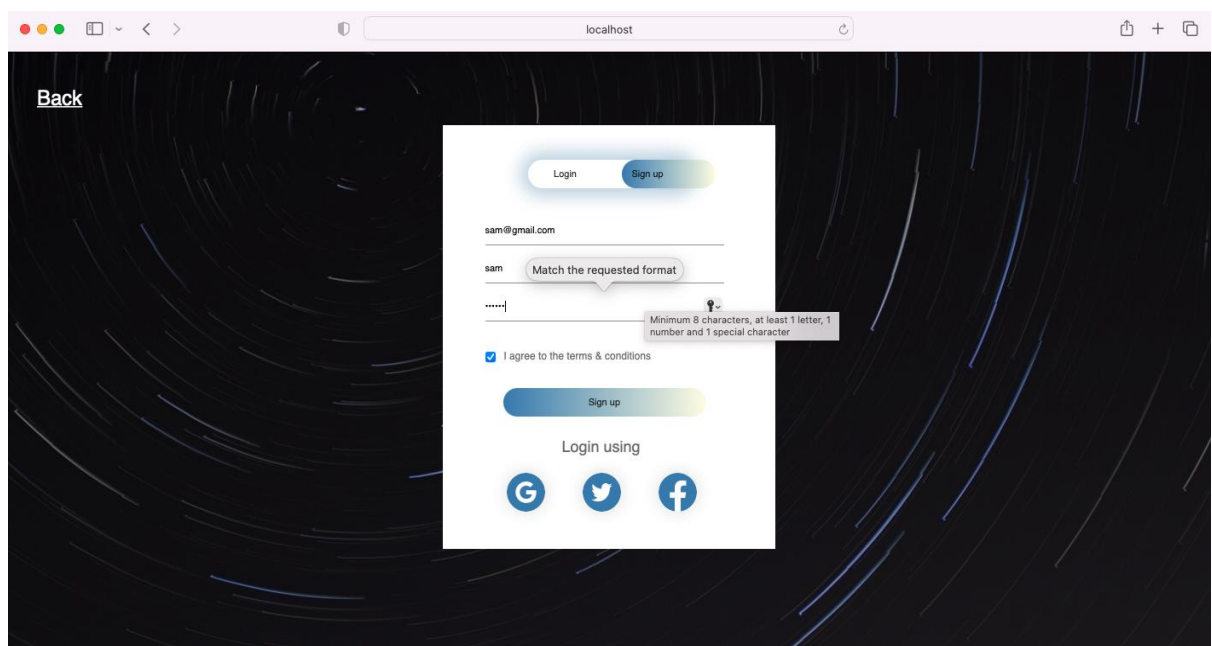 localhost
Back
Login
Sign up
sam@gmail.com
sam
Match the requested format
••••••
Minimum 8 characters, at least 1 letter, 1
number and 1 special character
I agree to the terms & conditions
Sign up
Login using